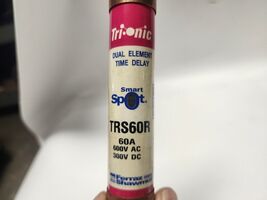 Tri-onic
DUAL ELEMENT
TIME DELAY
Smart
Spot
TRS60R
60A
600V AC
300V DC
Ferraz
Shawmut